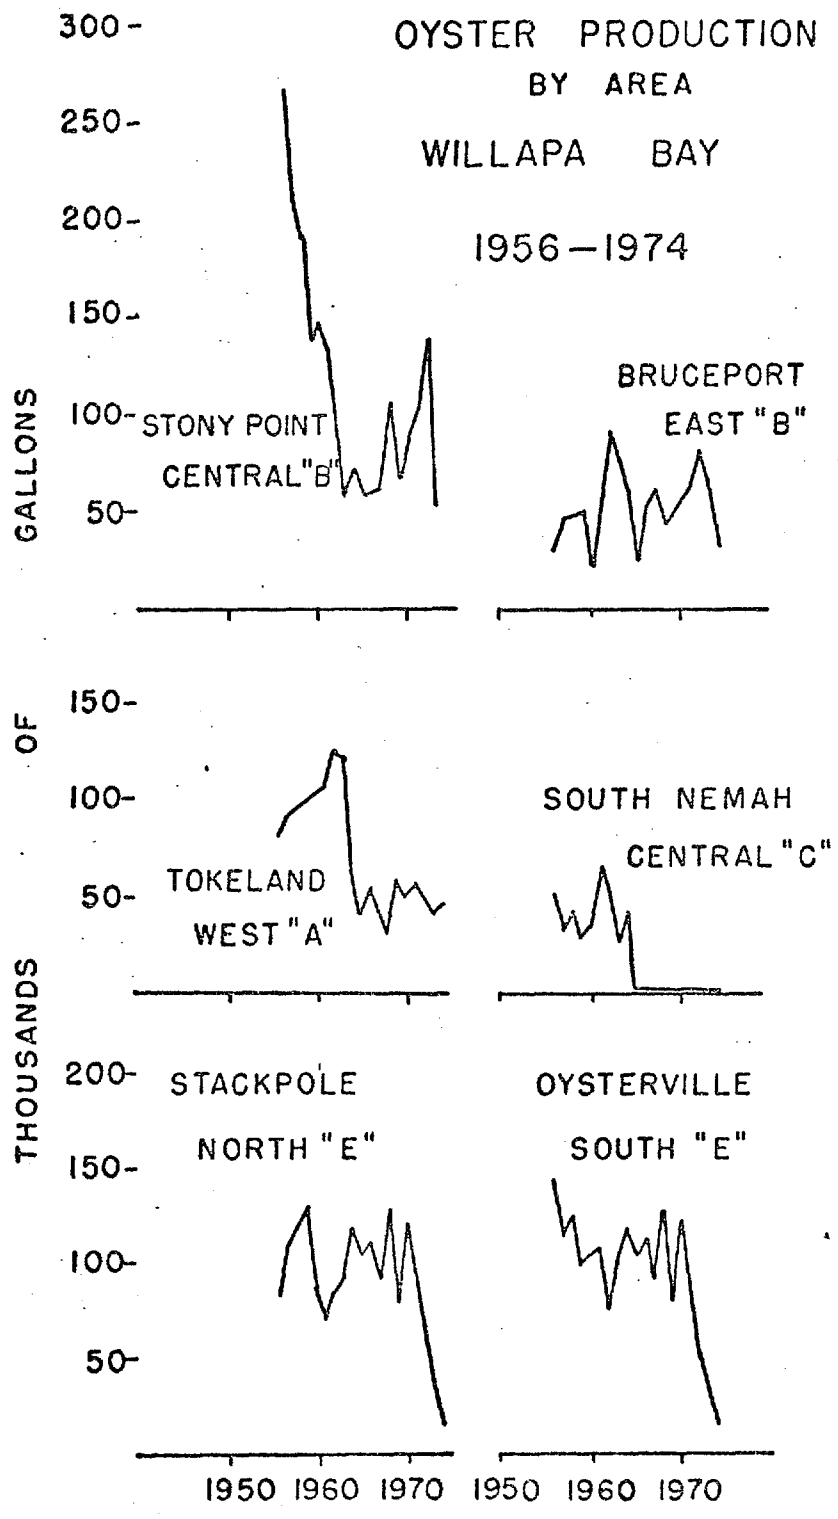 OYSTER PRODUCTION
BY AREA
WILLAPA BAY
1956–1974
THOUSANDS OF GALLONS
300
250
200
150
100
50
STONY POINT
CENTRAL "B"
BRUCEPORT
EAST "B"
150
100
50
TOKELAND
WEST "A"
SOUTH NEMAH
CENTRAL "C"
200
150
100
50
STACKPOLE
NORTH "E"
OYSTERVILLE
SOUTH "E"
1950 1960 1970
1950 1960 1970